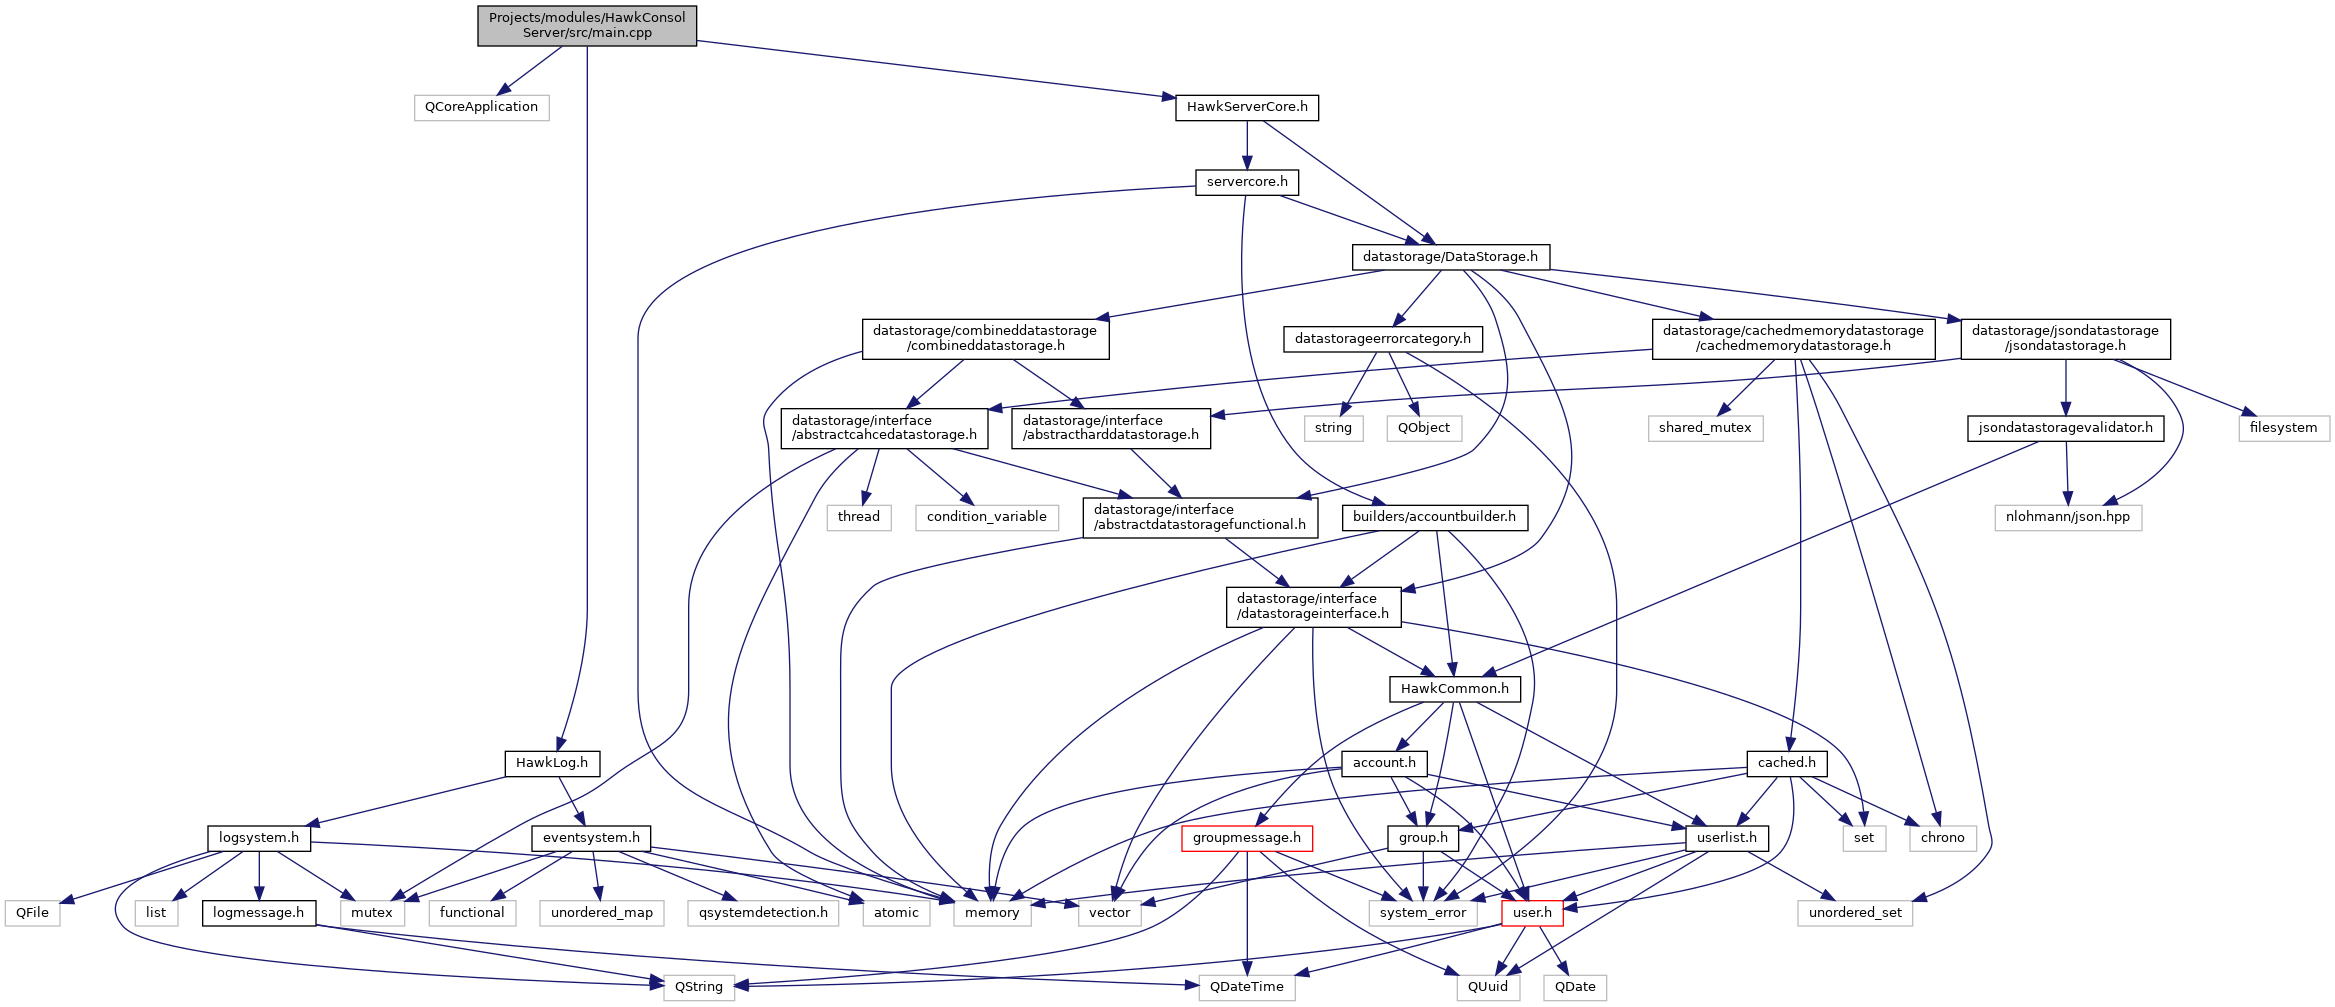 Projects/modules/HawkConsol
Server/src/main.cpp
QCoreApplication
HawkServerCore.h
servercore.h
datastorage/DataStorage.h
datastorage/combineddatastorage
/combineddatastorage.h
datastorageerrorcategory.h
datastorage/cachedmemorydatastorage
/cachedmemorydatastorage.h
datastorage/jsondatastorage
/jsondatastorage.h
datastorage/interface
/abstractcahcedatastorage.h
datastorage/interface
/abstractharddatastorage.h
string
QObject
shared_mutex
jsondatastoragevalidator.h
filesystem
thread
condition_variable
datastorage/interface
/abstractdatastoragefunctional.h
builders/accountbuilder.h
nlohmann/json.hpp
datastorage/interface
/datastorageinterface.h
HawkCommon.h
HawkLog.h
account.h
cached.h
logsystem.h
eventsystem.h
groupmessage.h
group.h
userlist.h
set
chrono
QFile
list
logmessage.h
mutex
functional
unordered_map
qsystemdetection.h
atomic
memory
vector
system_error
user.h
unordered_set
QString
QDateTime
QUuid
QDate